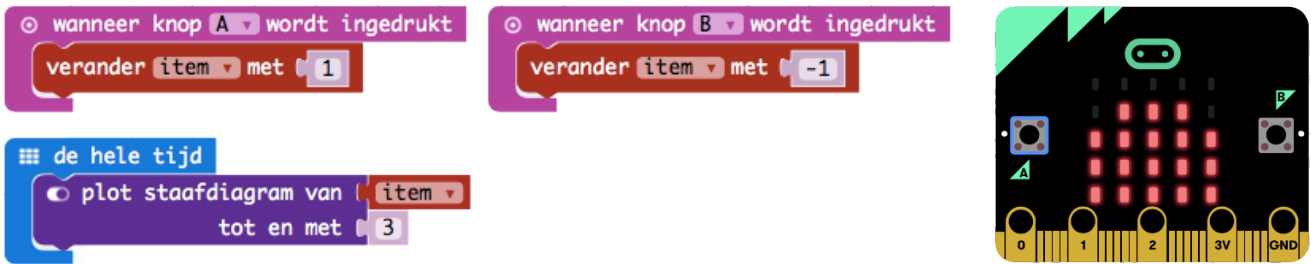 wanneer knop A wordt ingedrukt
verander item met 1
wanneer knop B wordt ingedrukt
verander item met -1
de hele tijd
plot staafdiagram van item
tot en met 3
B
A
0 1 2 3V GND